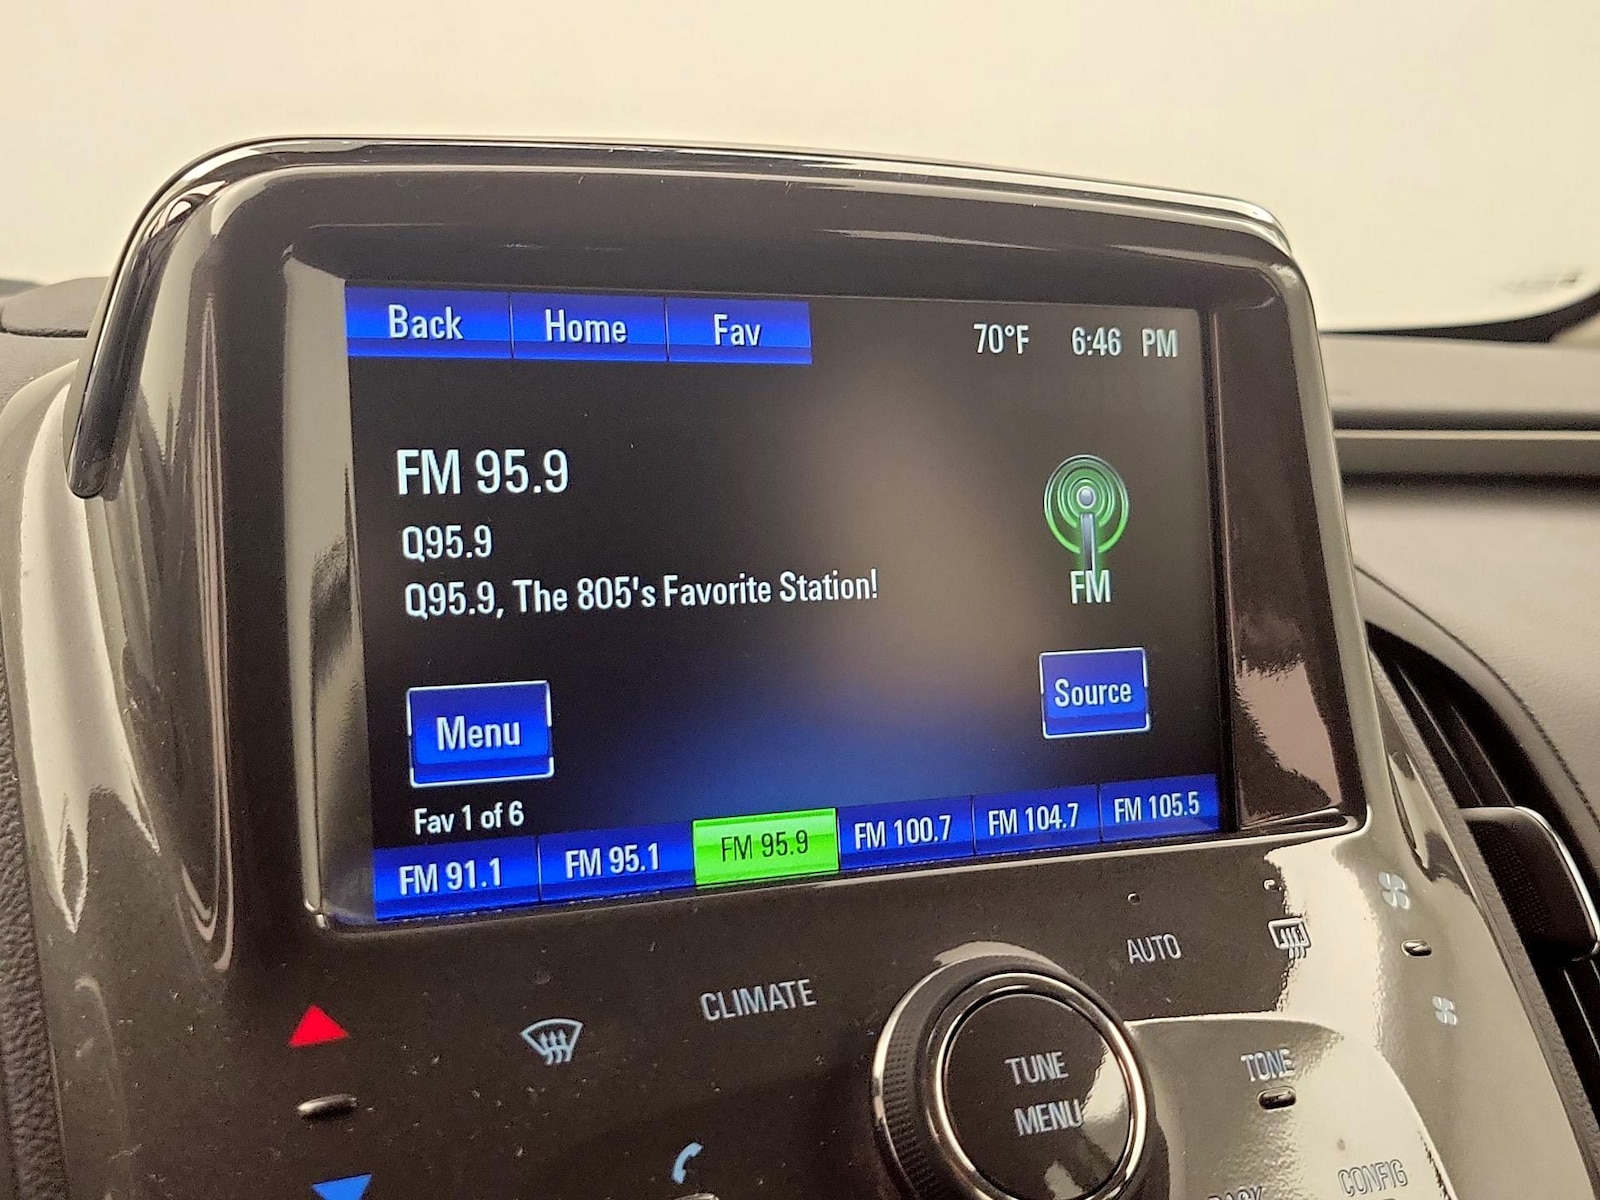 Back Home Fav 70°F 6:46 PM
FM 95.9
Q95.9
Q95.9, The 805's Favorite Station!
FM
Menu
Source
Fav 1 of 6
FM 91.1 FM 95.1 FM 95.9 FM 100.7 FM 104.7 FM 105.5
AUTO
CLIMATE
TUNE
MENU
TONE
CONFIG